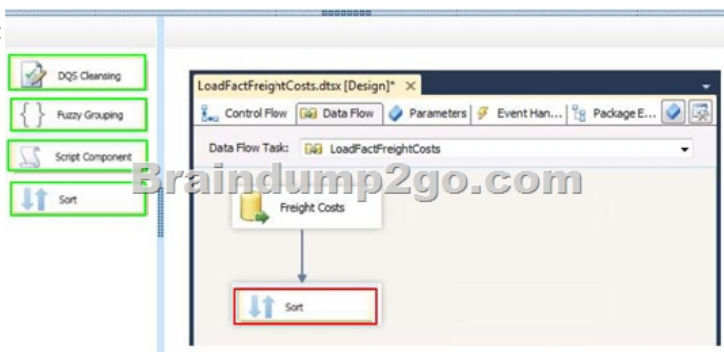 DQS Cleansing
Fuzzy Grouping
Script Component
Sort
LoadFactFreightCosts.dtsx [Design]* ×
Control Flow Data Flow Parameters Event Han... Package E...
Data Flow Task: LoadFactFreightCosts
Braindump2go.com
Freight Costs
Sort